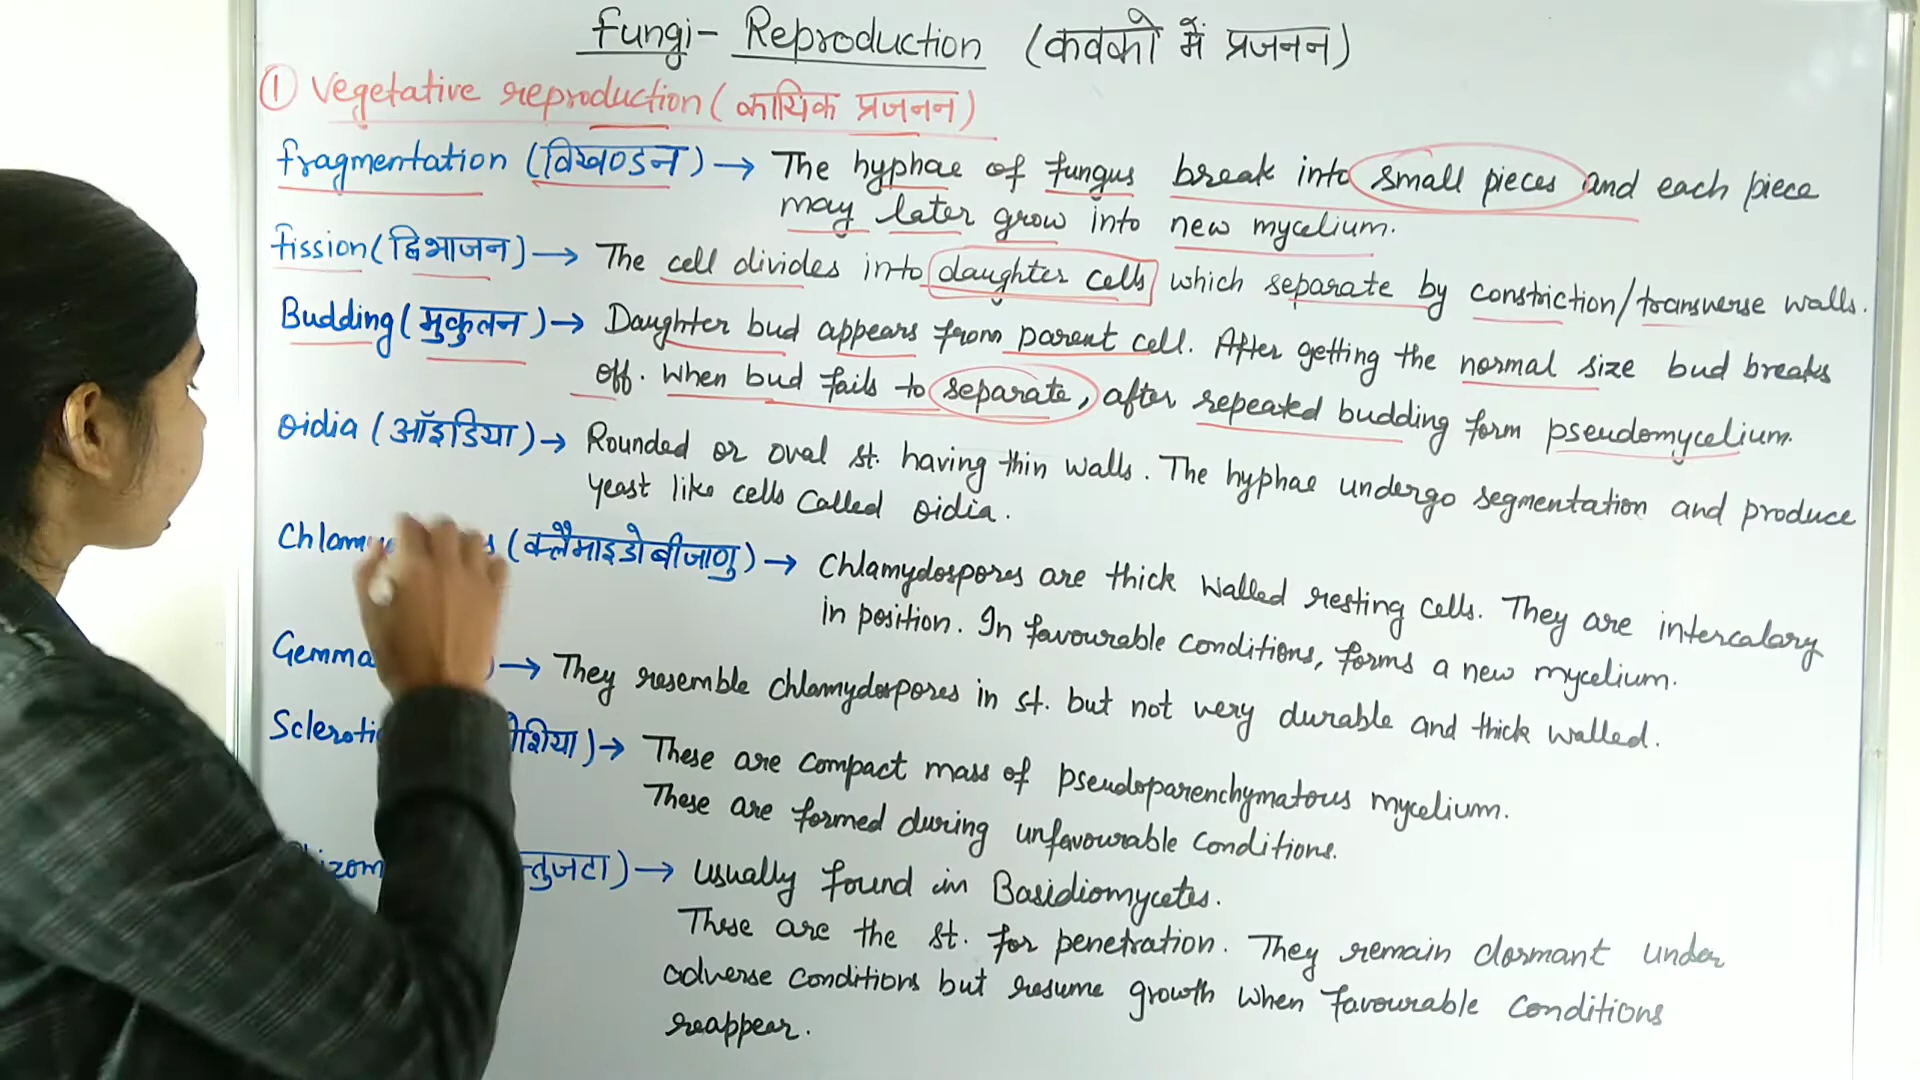 Fungi- Reproduction (कवकों में प्रजनन)
① Vegetative reproduction (कायिक प्रजनन)
fragmentation (विखण्डन) → The hyphae of fungus break into small pieces and each piece
may later grow into new mycelium.
fission (द्विभाजन) → The cell divides into daughter cells which separate by constriction/transverse walls.
Budding (मुकुलन) → Daughter bud appears from parent cell. After getting the normal size bud breaks
off. When bud fails to separate, after repeated budding form pseudomycelium.
oidia (ऑइडिया) → Rounded or oval st. having thin walls. The hyphae undergo segmentation and produce
yeast like cells called oidia.
(क्लैमाइडोबीजाणु) → Chlamydospores are thick walled resting cells. They are intercalary
in position. In favourable conditions, forms a new mycelium.
Gemma → They resemble chlamydospores in st. but not very durable and thick walled.
Scleroti → These are compact mass of pseudoparenchymatous mycelium.
These are formed during unfavourable conditions.
→ usually found in Basidiomycetes.
These are the st. for penetration. They remain dormant under
adverse conditions but resume growth when favourable conditions
reappear.